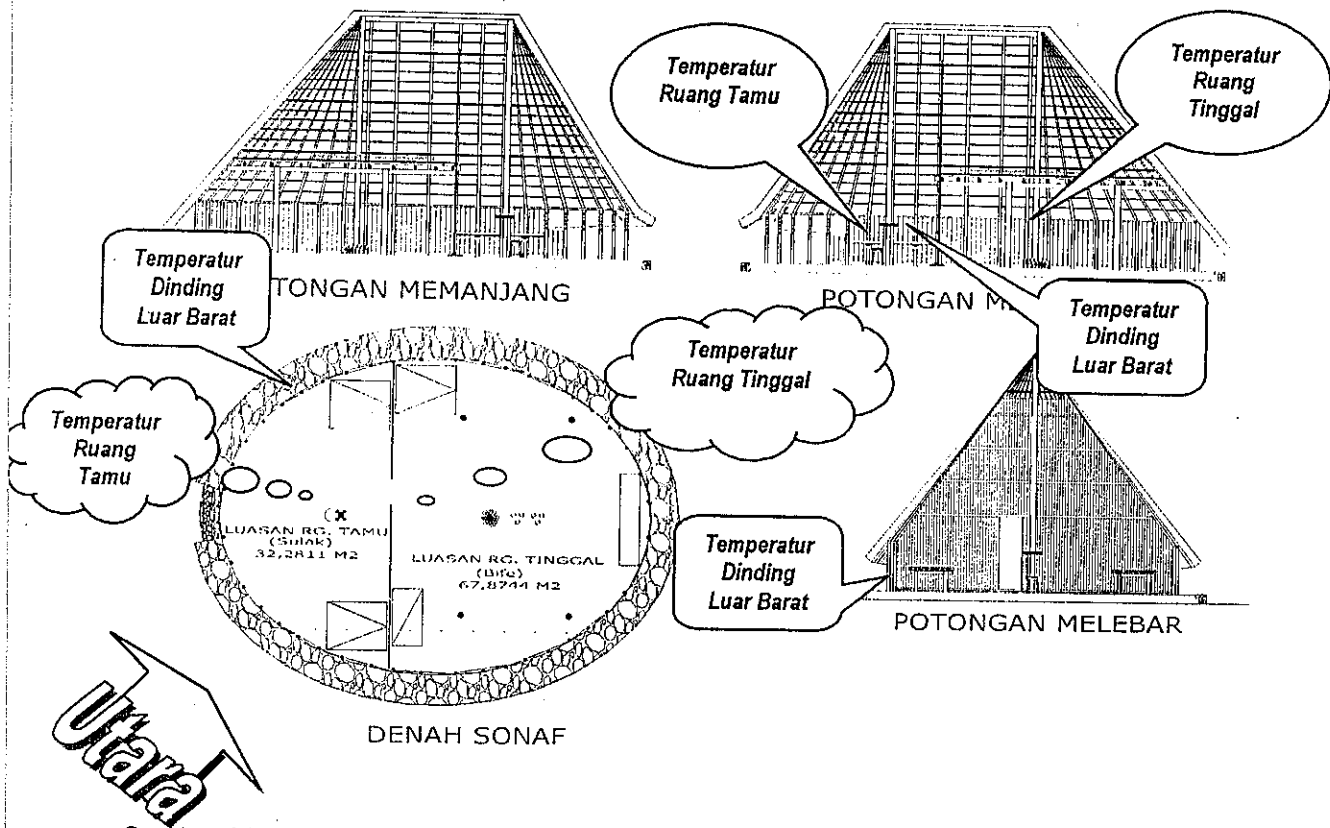 Temperatur
Ruang Tamu
Temperatur
Ruang
Tinggal
Temperatur
Dinding
Luar Barat
TONGAN MEMANJANG
POTONGAN M
Temperatur
Dinding
Luar Barat
Temperatur
Ruang Tinggal
Temperatur
Ruang
Tamu
LUASAN RG. TAMU
(Sulak)
32,2811 M2
LUASAN RG. TINGGAL
(Bife)
67,8744 M2
Temperatur
Dinding
Luar Barat
POTONGAN MELEBAR
DENAH SONAF
Utara